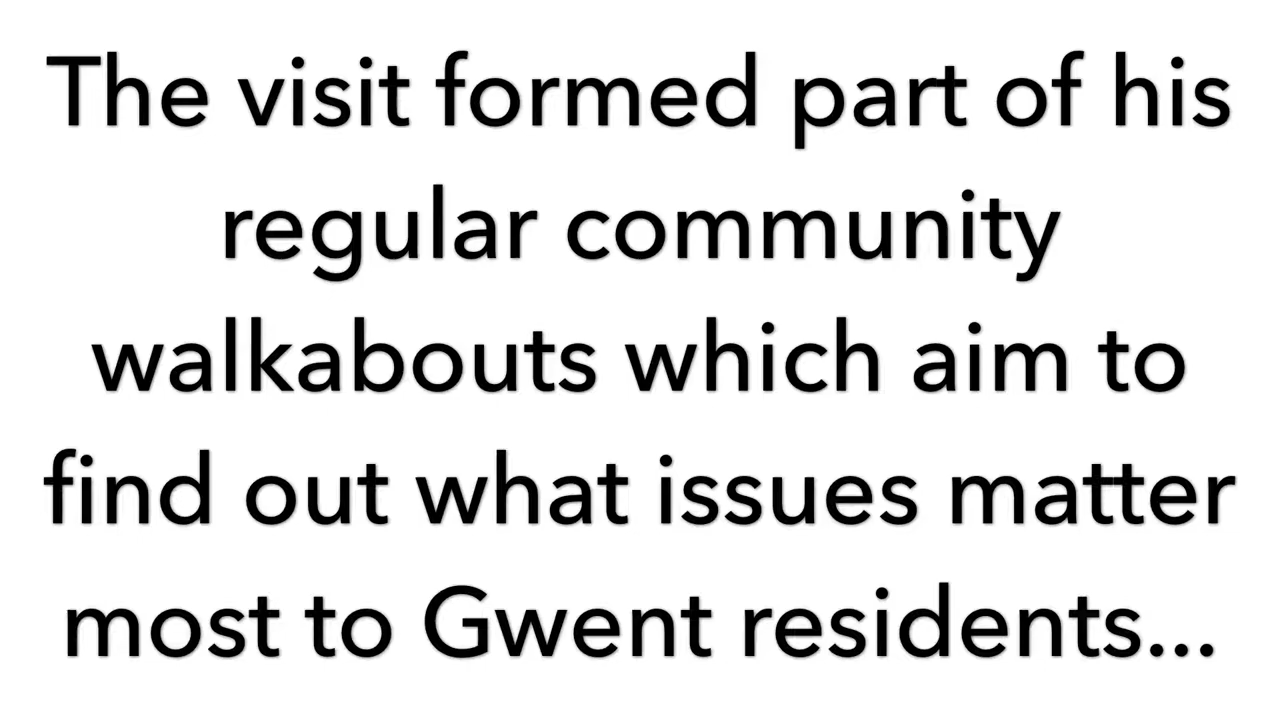 The visit formed part of his
regular community
walkabouts which aim to
find out what issues matter
most to Gwent residents...